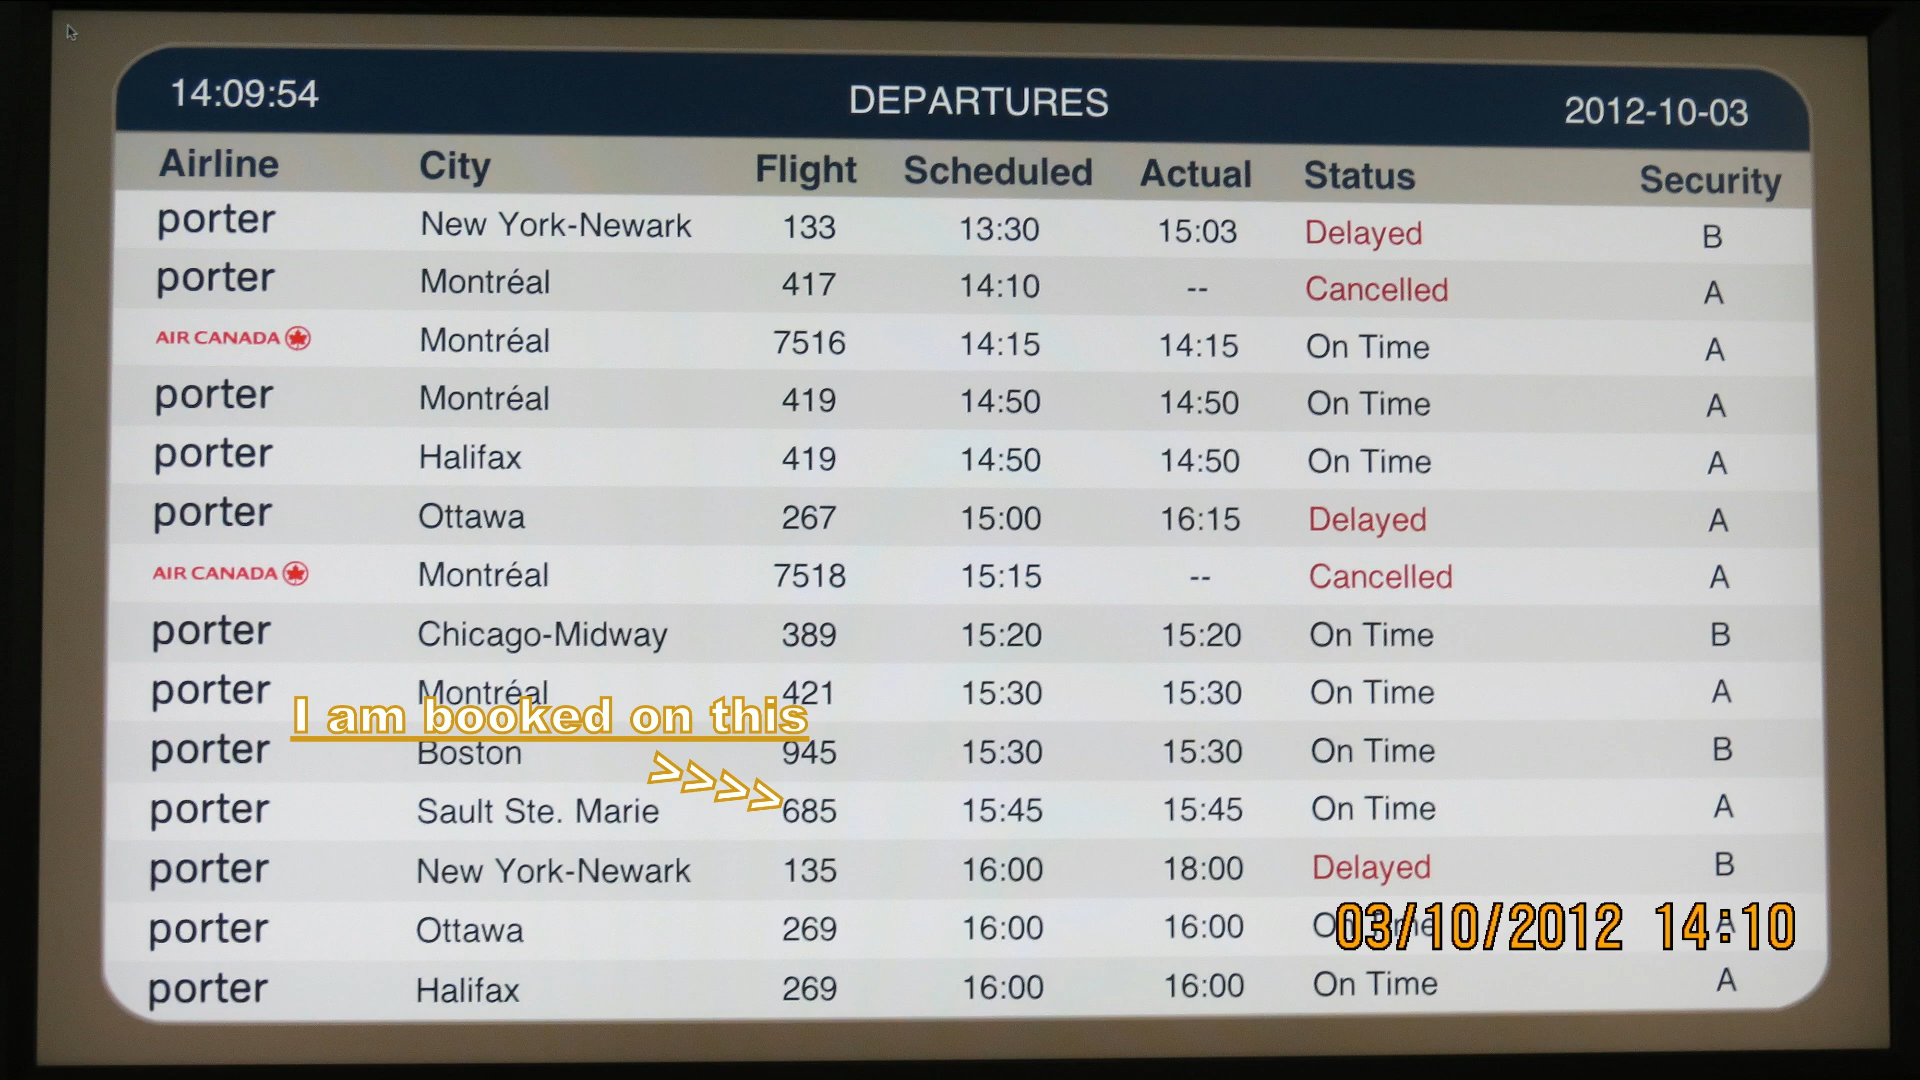 14:09:54 DEPARTURES 2012-10-03
Airline City Flight Scheduled Actual Status Security
porter New York-Newark 133 13:30 15:03 Delayed B
porter Montréal 417 14:10 -- Cancelled A
AIR CANADA Montréal 7516 14:15 14:15 On Time A
porter Montréal 419 14:50 14:50 On Time A
porter Halifax 419 14:50 14:50 On Time A
porter Ottawa 267 15:00 16:15 Delayed A
AIR CANADA Montréal 7518 15:15 -- Cancelled A
porter Chicago-Midway 389 15:20 15:20 On Time B
porter Montréal 421 15:30 15:30 On Time A
I am booked on this
porter Boston 945 15:30 15:30 On Time B
>>>>
porter Sault Ste. Marie 685 15:45 15:45 On Time A
porter New York-Newark 135 16:00 18:00 Delayed B
porter Ottawa 269 16:00 16:00 On Time A
03/10/2012 14:10
porter Halifax 269 16:00 16:00 On Time A